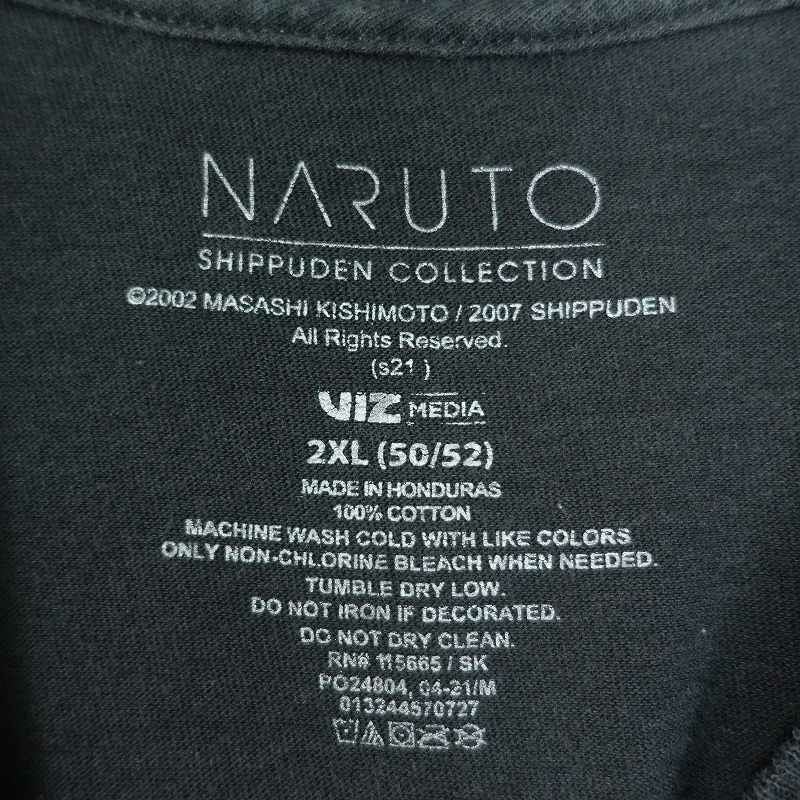 NARUTO
SHIPPUDEN COLLECTION
©2002 MASASHI KISHIMOTO / 2007 SHIPPUDEN
All Rights Reserved.
(s21 )
VIZ MEDIA
2XL (50/52)
MADE IN HONDURAS
100% COTTON
MACHINE WASH COLD WITH LIKE COLORS
ONLY NON-CHLORINE BLEACH WHEN NEEDED.
TUMBLE DRY LOW.
DO NOT IRON IF DECORATED.
DO NOT DRY CLEAN.
RN# 115665 / SK
PO24804, 04-21/M
013244570727